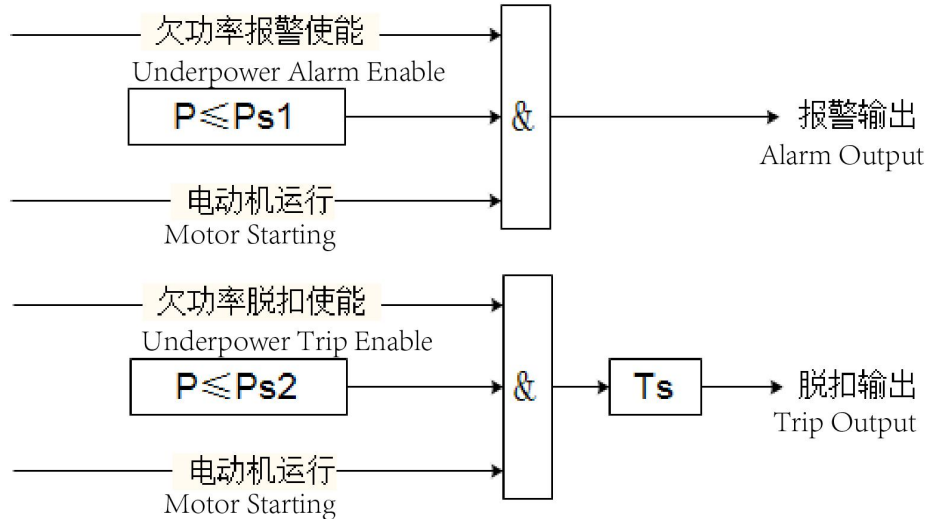 欠功率报警使能
Underpower Alarm Enable
P≤Ps1
&
报警输出
Alarm Output
电动机运行
Motor Starting
欠功率脱扣使能
Underpower Trip Enable
P≤Ps2
&
Ts
脱扣输出
Trip Output
电动机运行
Motor Starting